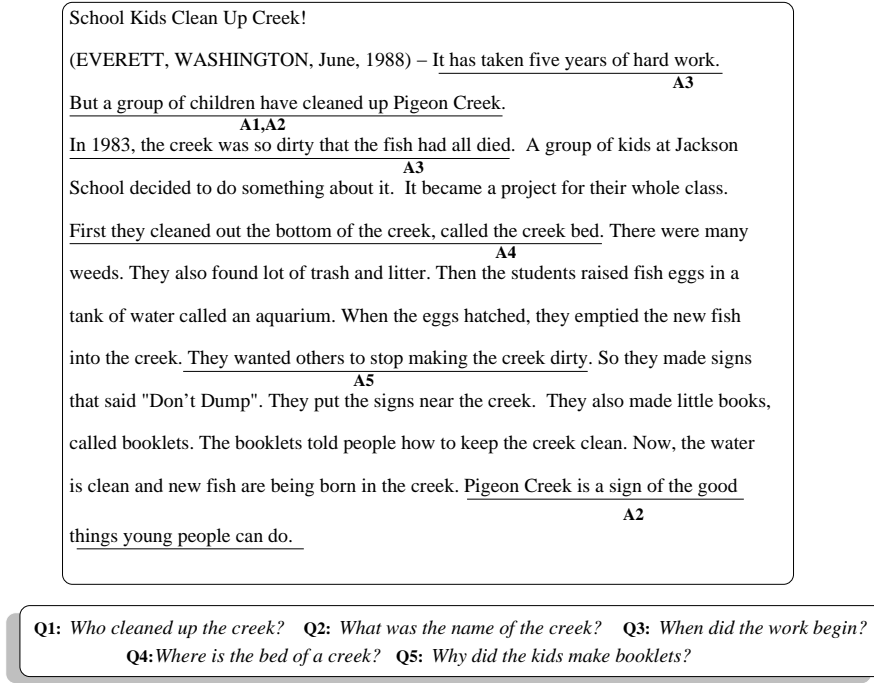 School Kids Clean Up Creek!
(EVERETT, WASHINGTON, June, 1988) – It has taken five years of hard work.
A3
But a group of children have cleaned up Pigeon Creek.
A1,A2
In 1983, the creek was so dirty that the fish had all died. A group of kids at Jackson
A3
School decided to do something about it. It became a project for their whole class.
First they cleaned out the bottom of the creek, called the creek bed. There were many
A4
weeds. They also found lot of trash and litter. Then the students raised fish eggs in a
tank of water called an aquarium. When the eggs hatched, they emptied the new fish
into the creek. They wanted others to stop making the creek dirty. So they made signs
A5
that said "Don't Dump". They put the signs near the creek. They also made little books,
called booklets. The booklets told people how to keep the creek clean. Now, the water
is clean and new fish are being born in the creek. Pigeon Creek is a sign of the good
A2
things young people can do.
Q1: Who cleaned up the creek? Q2: What was the name of the creek? Q3: When did the work begin?
Q4:Where is the bed of a creek? Q5: Why did the kids make booklets?